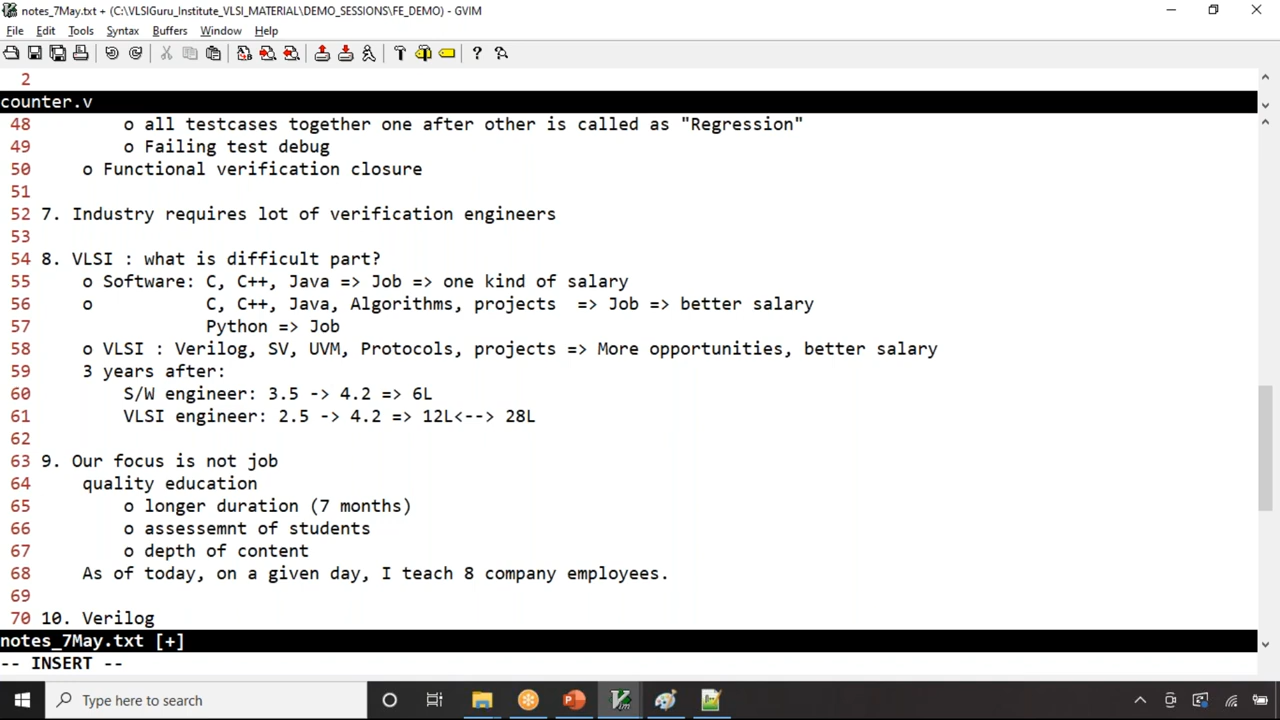 notes_7May.txt + (C:\VLSIGuru_Institute_VLSI_MATERIAL\DEMO_SESSIONS\FE_DEMO) - GVIM
File Edit Tools Syntax Buffers Window Help
2
counter.v
48 o all testcases together one after other is called as "Regression"
49 o Failing test debug
50 o Functional verification closure
51
52 7. Industry requires lot of verification engineers
53
54 8. VLSI : what is difficult part?
55 o Software: C, C++, Java => Job => one kind of salary
56 o C, C++, Java, Algorithms, projects => Job => better salary
57 Python => Job
58 o VLSI : Verilog, SV, UVM, Protocols, projects => More opportunities, better salary
59 3 years after:
60 S/W engineer: 3.5 -> 4.2 => 6L
61 VLSI engineer: 2.5 -> 4.2 => 12L<--> 28L
62
63 9. Our focus is not job
64 quality education
65 o longer duration (7 months)
66 o assessemnt of students
67 o depth of content
68 As of today, on a given day, I teach 8 company employees.
69
70 10. Verilog
notes_7May.txt [+]
-- INSERT --
Type here to search